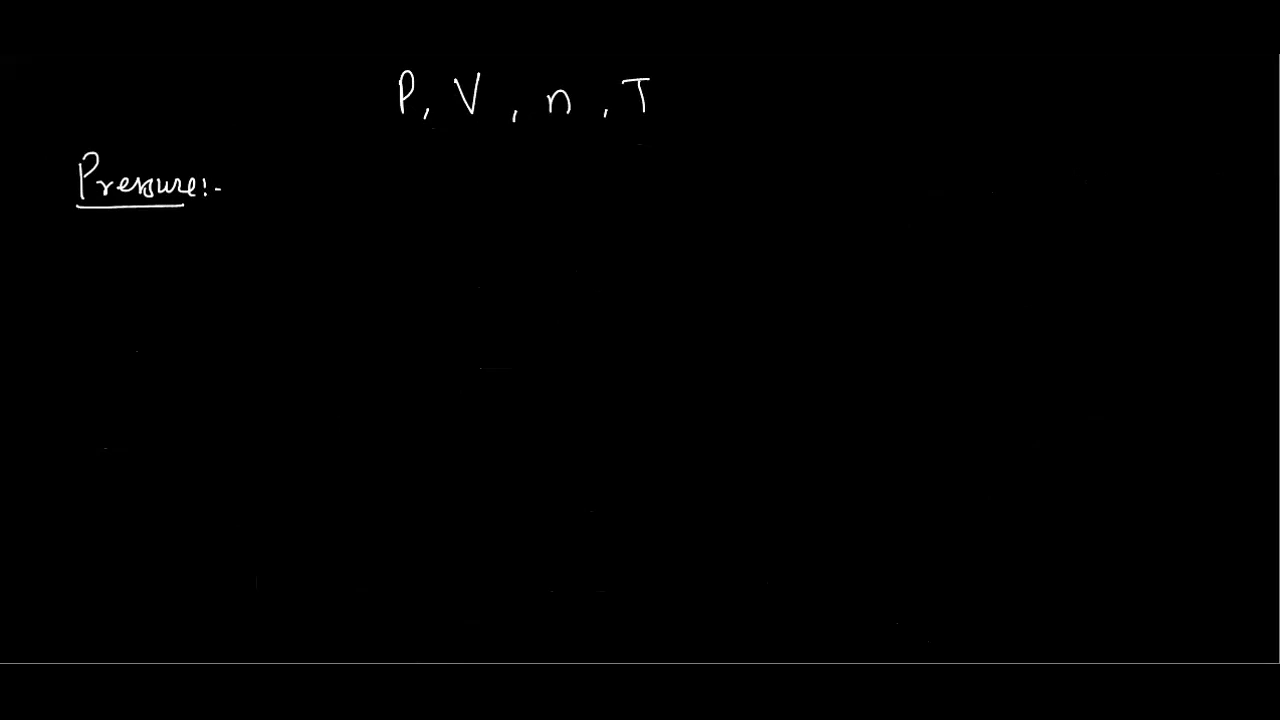 P, V, n, T
Pressure:-